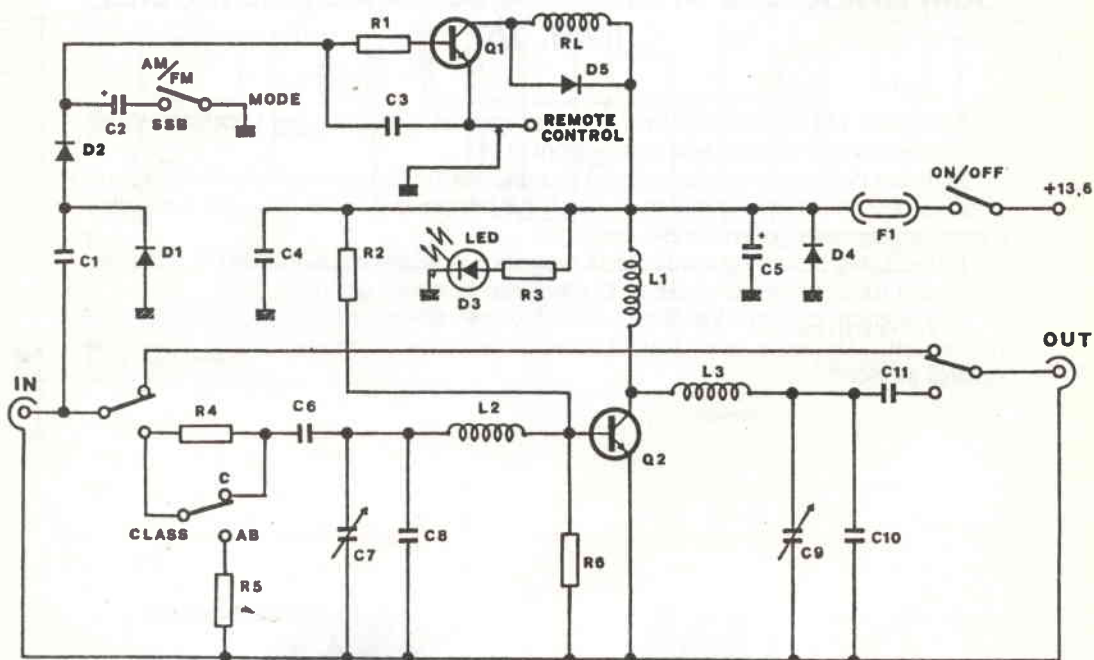 R1
Q1
RL
D5
AM/
FM
MODE
+
C2
SSB
C3
REMOTE
CONTROL
D2
ON/OFF
+13,6
F1
C1
D1
C4
R2
LED
D3
R3
L1
+
C5
D4
IN
OUT
R4
C6
L2
L3
C11
Q2
C
CLASS
AB
C7
C8
R6
C9
C10
R5